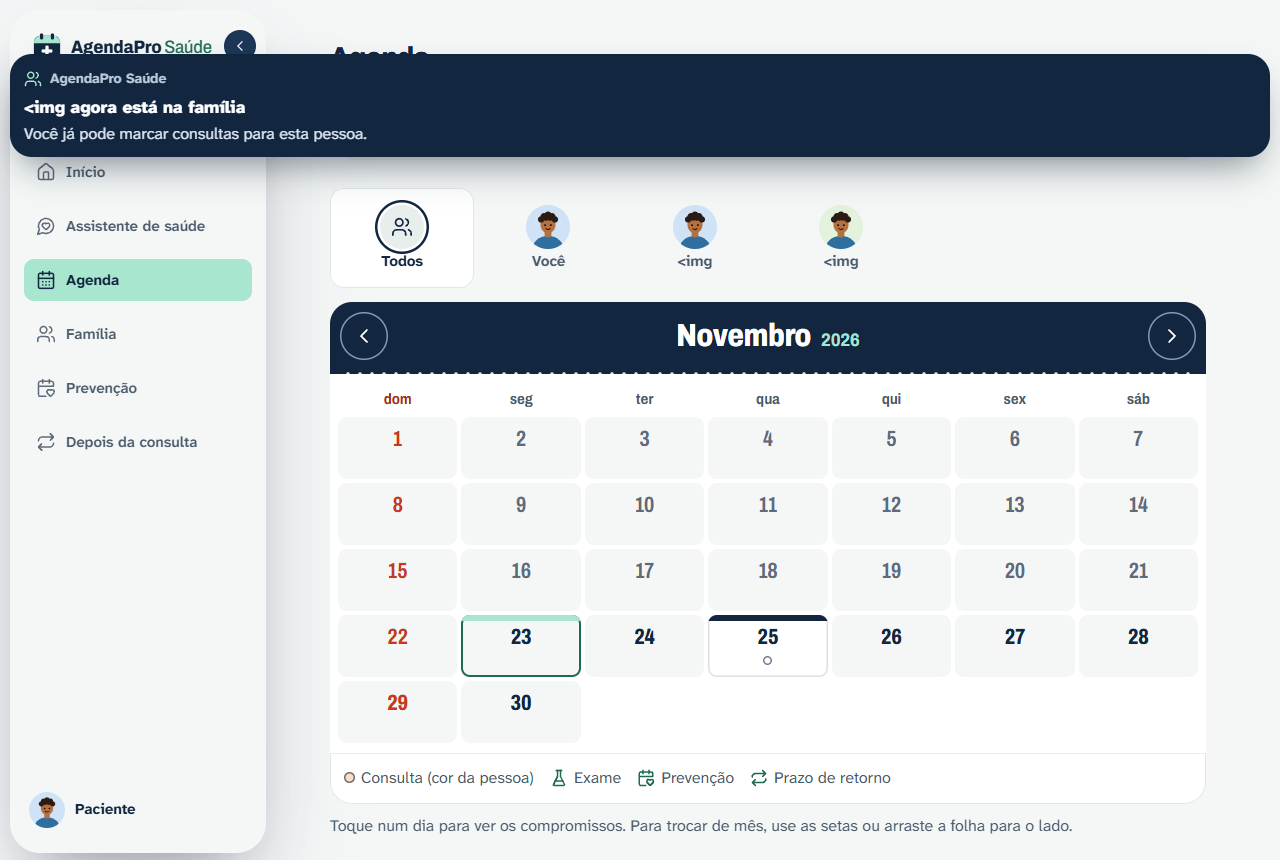 AgendaPro Saúde
Agenda
AgendaPro Saúde
<img agora está na família
Você já pode marcar consultas para esta pessoa.
Início
Assistente de saúde
Agenda
Família
Prevenção
Depois da consulta
Paciente
Todos
Você
<img
<img
Novembro 2026
dom seg ter qua qui sex sáb
1 2 3 4 5 6 7
8 9 10 11 12 13 14
15 16 17 18 19 20 21
22 23 24 25 26 27 28
29 30
Consulta (cor da pessoa) Exame Prevenção Prazo de retorno
Toque num dia para ver os compromissos. Para trocar de mês, use as setas ou arraste a folha para o lado.